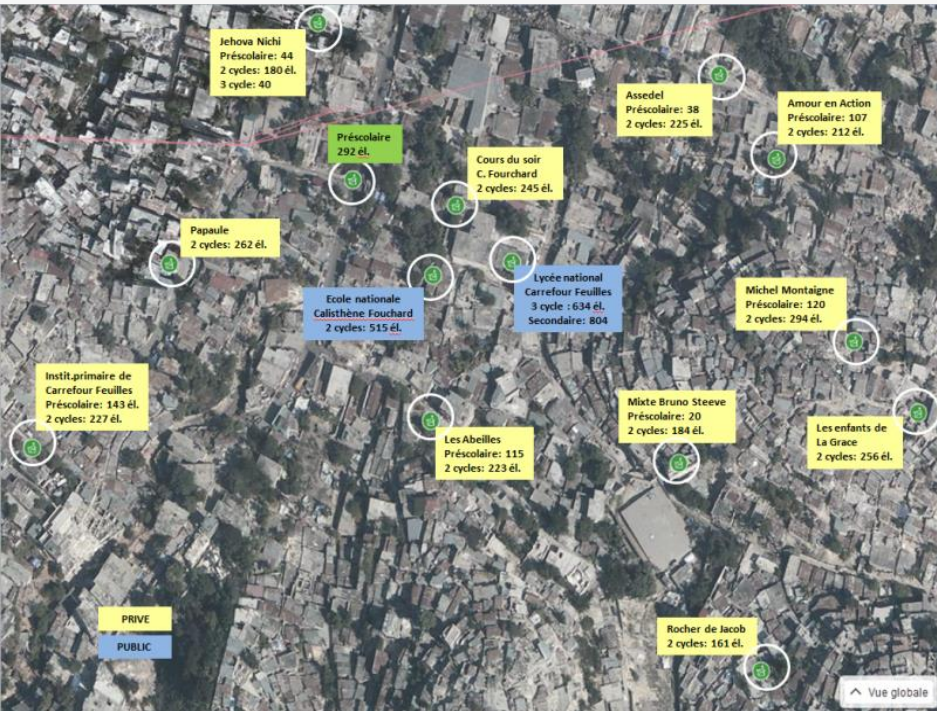 Jehova Nichi
Préscolaire: 44
2 cycles: 180 él.
3 cycle: 40
Assedel
Préscolaire: 38
2 cycles: 225 él.
Amour en Action
Préscolaire: 107
2 cycles: 212 él.
Préscolaire
292 él.
Cours du soir
C. Fourchard
2 cycles: 245 él.
Papaule
2 cycles: 262 él.
Ecole nationale
Calisthène Fouchard
2 cycles: 515 él.
Lycée national
Carrefour Feuilles
3 cycle : 634 él.
Secondaire: 804
Michel Montaigne
Préscolaire: 120
2 cycles: 294 él.
Instit.primaire de
Carrefour Feuilles
Préscolaire: 143 él.
2 cycles: 227 él.
Les Abeilles
Préscolaire: 115
2 cycles: 223 él.
Mixte Bruno Steeve
Préscolaire: 20
2 cycles: 184 él.
Les enfants de
La Grace
2 cycles: 256 él.
PRIVE
PUBLIC
Rocher de Jacob
2 cycles: 161 él.
Vue globale